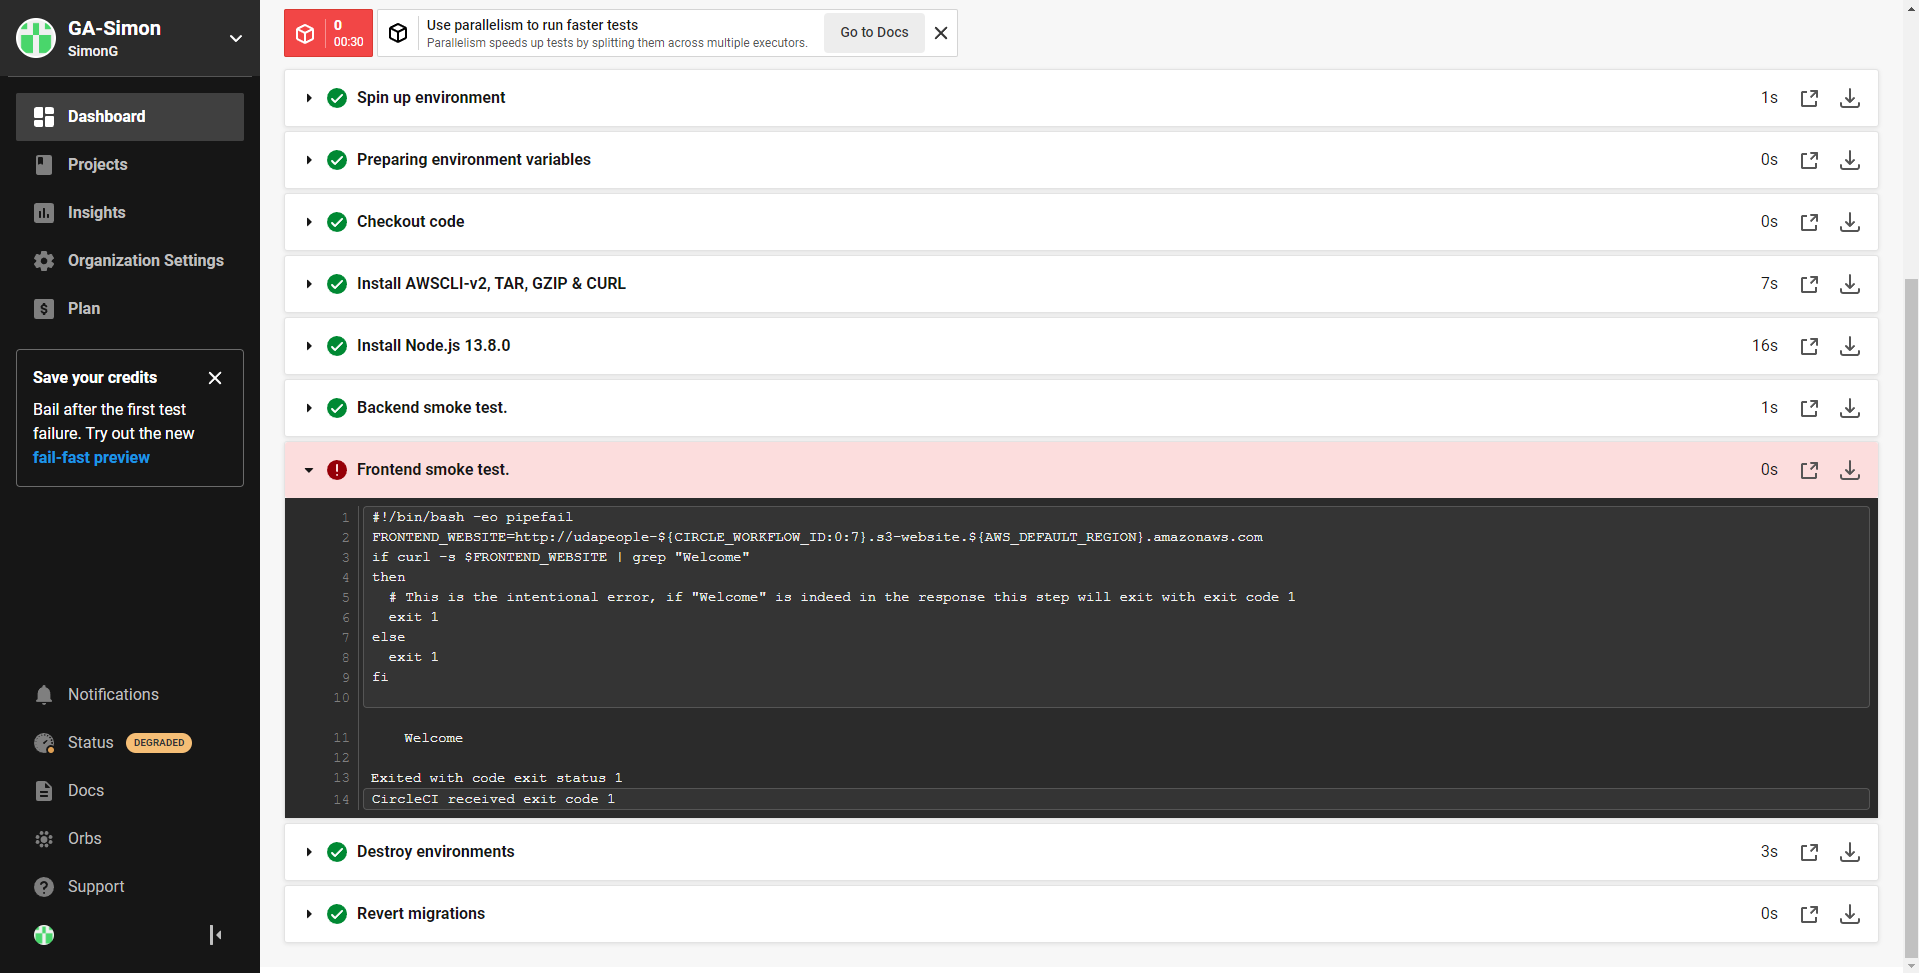 GA-Simon
SimonG
Dashboard
Projects
Insights
Organization Settings
Plan
Save your credits
Bail after the first test
failure. Try out the new
fail-fast preview
Notifications
Status DEGRADED
Docs
Orbs
Support
0
00:30
Use parallelism to run faster tests
Parallelism speeds up tests by splitting them across multiple executors.
Go to Docs
Spin up environment 1s
Preparing environment variables 0s
Checkout code 0s
Install AWSCLI-v2, TAR, GZIP & CURL 7s
Install Node.js 13.8.0 16s
Backend smoke test. 1s
Frontend smoke test. 0s
1 #!/bin/bash -eo pipefail
2 FRONTEND_WEBSITE=http://udapeople-${CIRCLE_WORKFLOW_ID:0:7}.s3-website.${AWS_DEFAULT_REGION}.amazonaws.com
3 if curl -s $FRONTEND_WEBSITE | grep "Welcome"
4 then
5 # This is the intentional error, if "Welcome" is indeed in the response this step will exit with exit code 1
6 exit 1
7 else
8 exit 1
9 fi
10
11 Welcome
12
13 Exited with code exit status 1
14 CircleCI received exit code 1
Destroy environments 3s
Revert migrations 0s